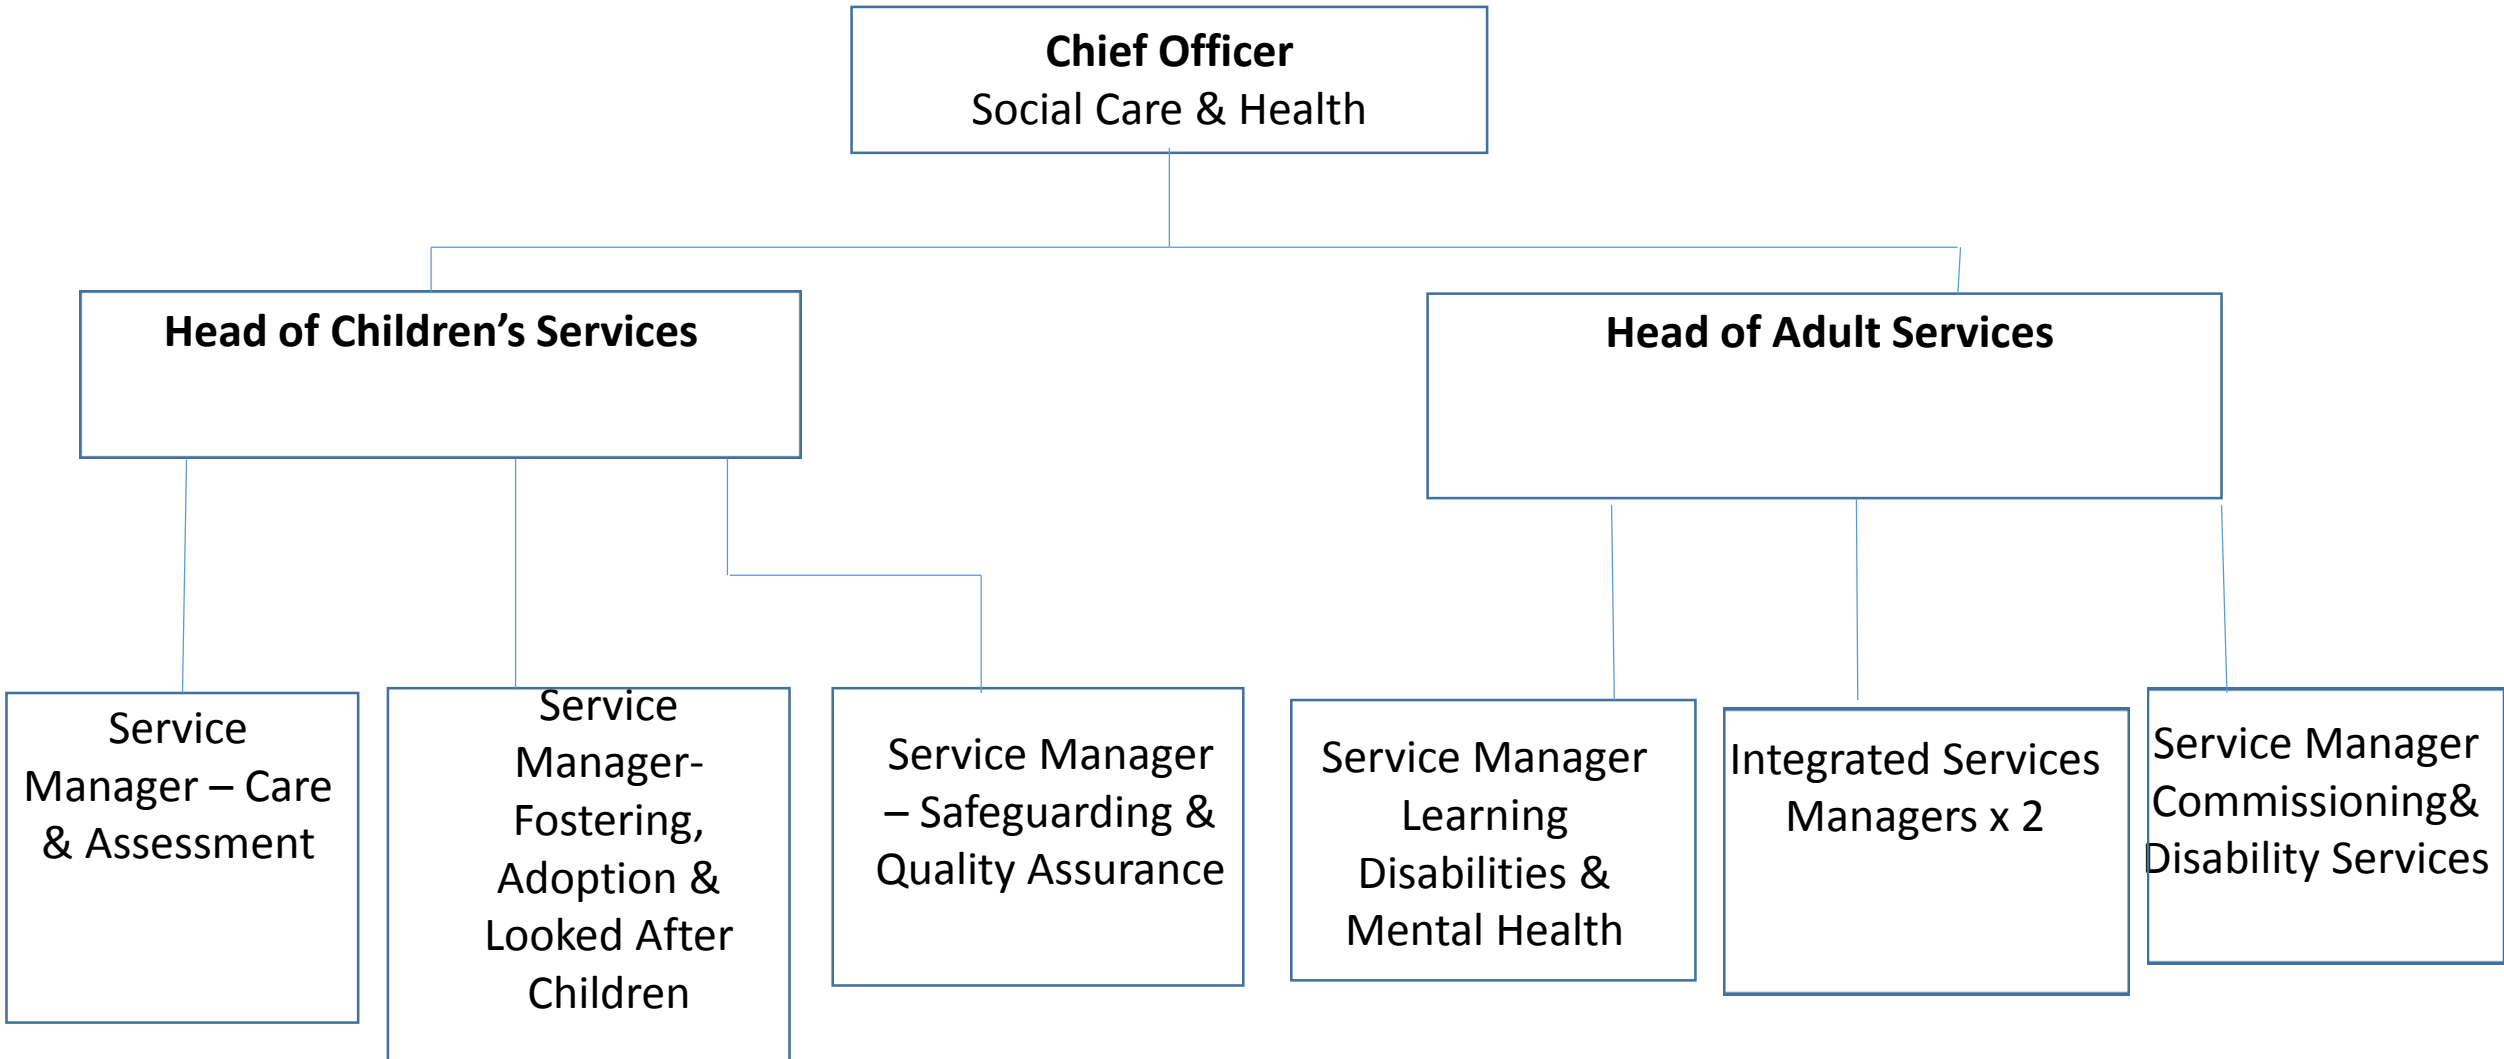 Chief Officer
Social Care & Health
Head of Children’s Services
Head of Adult Services
Service
Manager – Care
& Assessment
Service
Manager-
Fostering,
Adoption &
Looked After
Children
Service Manager
– Safeguarding &
Quality Assurance
Service Manager
Learning
Disabilities &
Mental Health
Integrated Services
Managers x 2
Service Manager
Commissioning&
Disability Services